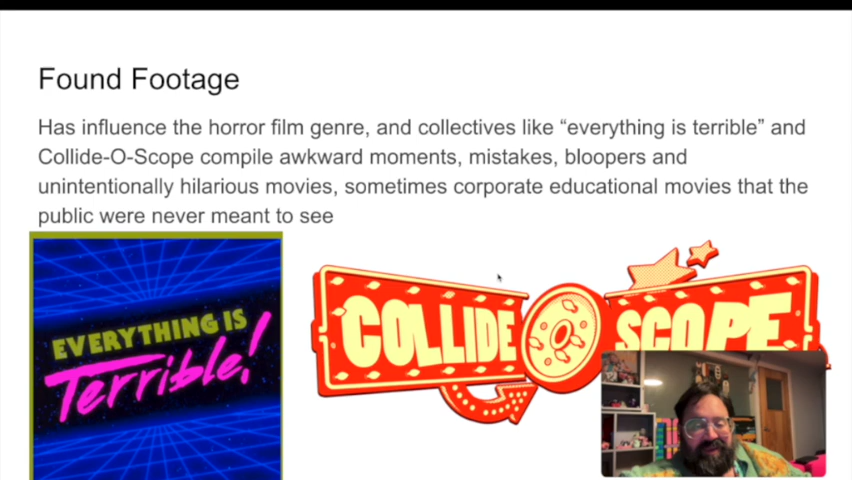 Found Footage
Has influence the horror film genre, and collectives like “everything is terrible” and
Collide-O-Scope compile awkward moments, mistakes, bloopers and
unintentionally hilarious movies, sometimes corporate educational movies that the
public were never meant to see
EVERYTHING IS
Terrible!
COLLIDE O SCOPE